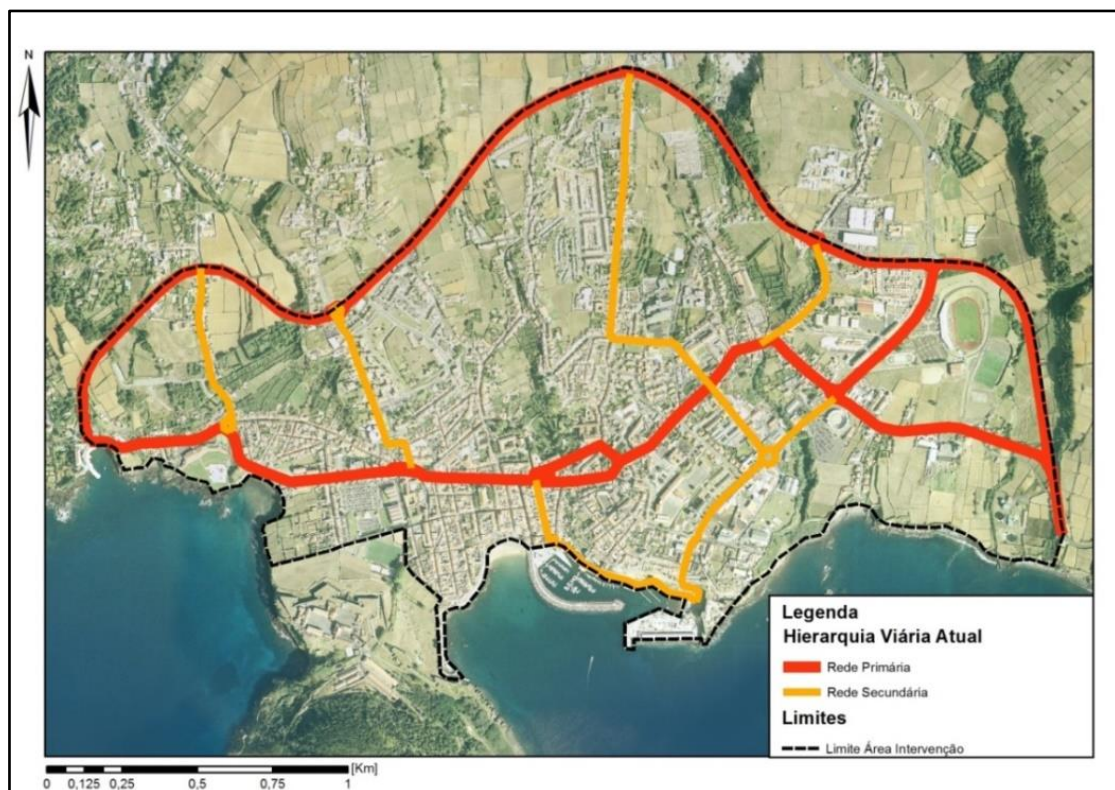 N
Legenda
Hierarquia Viária Atual
Rede Primária
Rede Secundária
Limites
Limite Área Intervenção
[Km]
0 0,125 0,25 0,5 0,75 1